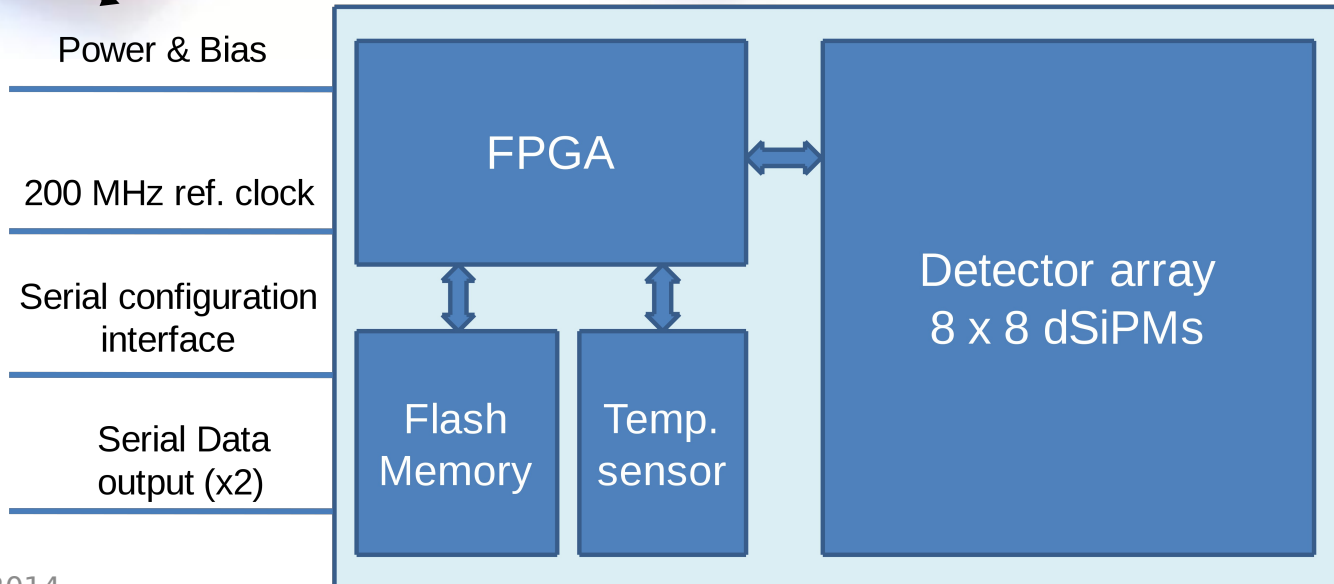 Power & Bias
200 MHz ref. clock
Serial configuration
interface
Serial Data
output (x2)
FPGA
Flash
Memory
Temp.
sensor
Detector array
8 x 8 dSiPMs